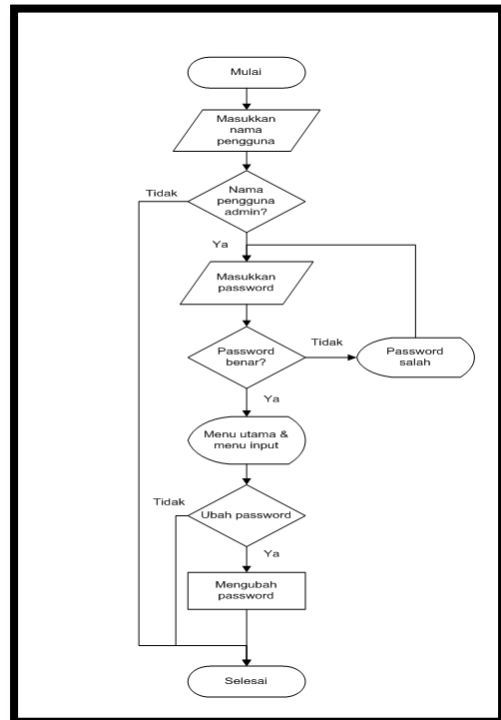 Mulai
Masukkan
nama
pengguna
Tidak
Nama
pengguna
admin?
Ya
Masukkan
password
Password
benar?
Tidak
Password
salah
Ya
Menu utama &
menu input
Tidak
Ubah password
Ya
Mengubah
password
Selesai